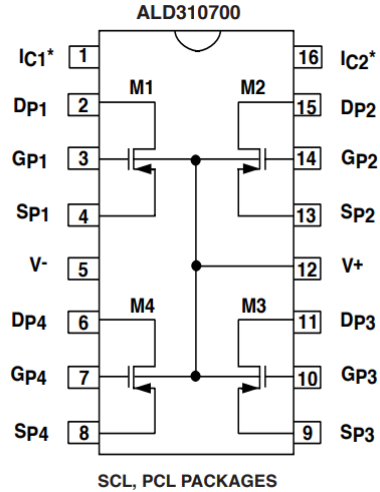 ALD310700
IC1* 1 16 IC2*
M1 M2
DP1 2 15 DP2
GP1 3 14 GP2
SP1 4 13 SP2
V- 5 12 V+
M4 M3
DP4 6 11 DP3
GP4 7 10 GP3
SP4 8 9 SP3
SCL, PCL PACKAGES